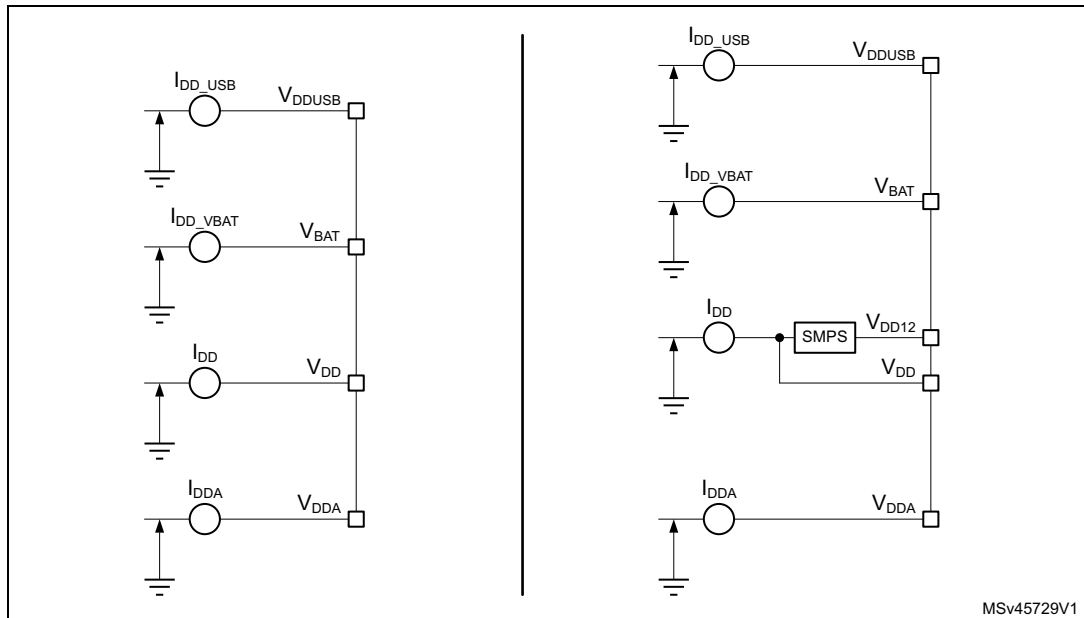 I_DD_USB
V_DDUSB
I_DD_VBAT
V_BAT
I_DD
V_DD
I_DDA
V_DDA
I_DD_USB
V_DDUSB
I_DD_VBAT
V_BAT
I_DD
SMPS
V_DD12
V_DD
I_DDA
V_DDA
MSv45729V1